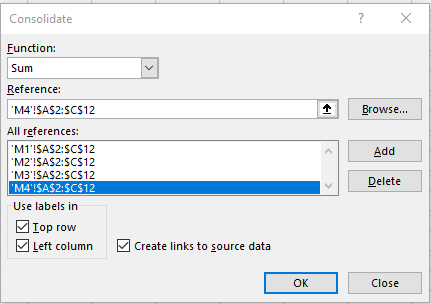 Consolidate ? ×
Function:
Sum
Reference:
'M4'!$A$2:$C$12 Browse...
All references:
'M1'!$A$2:$C$12
'M2'!$A$2:$C$12
'M3'!$A$2:$C$12
'M4'!$A$2:$C$12
Add
Delete
Use labels in
Top row
Left column Create links to source data
OK Close